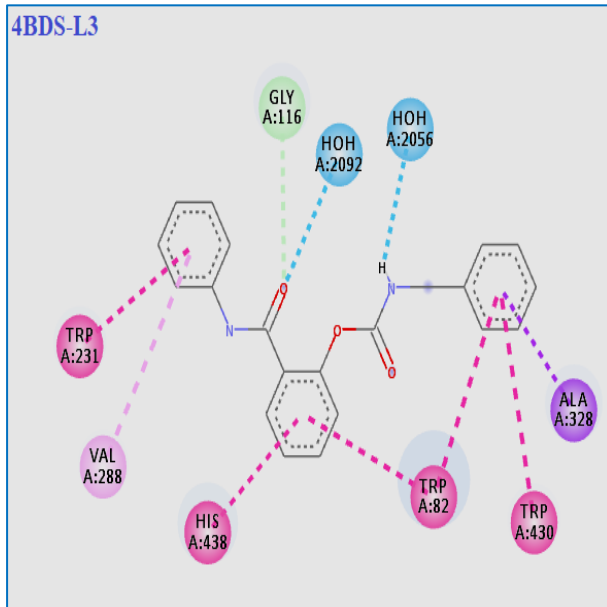 4BDS-L3
GLY
A:116
HOH
A:2092
HOH
A:2056
H
O
N
N
O
O
TRP
A:231
VAL
A:288
HIS
A:438
TRP
A:82
TRP
A:430
ALA
A:328